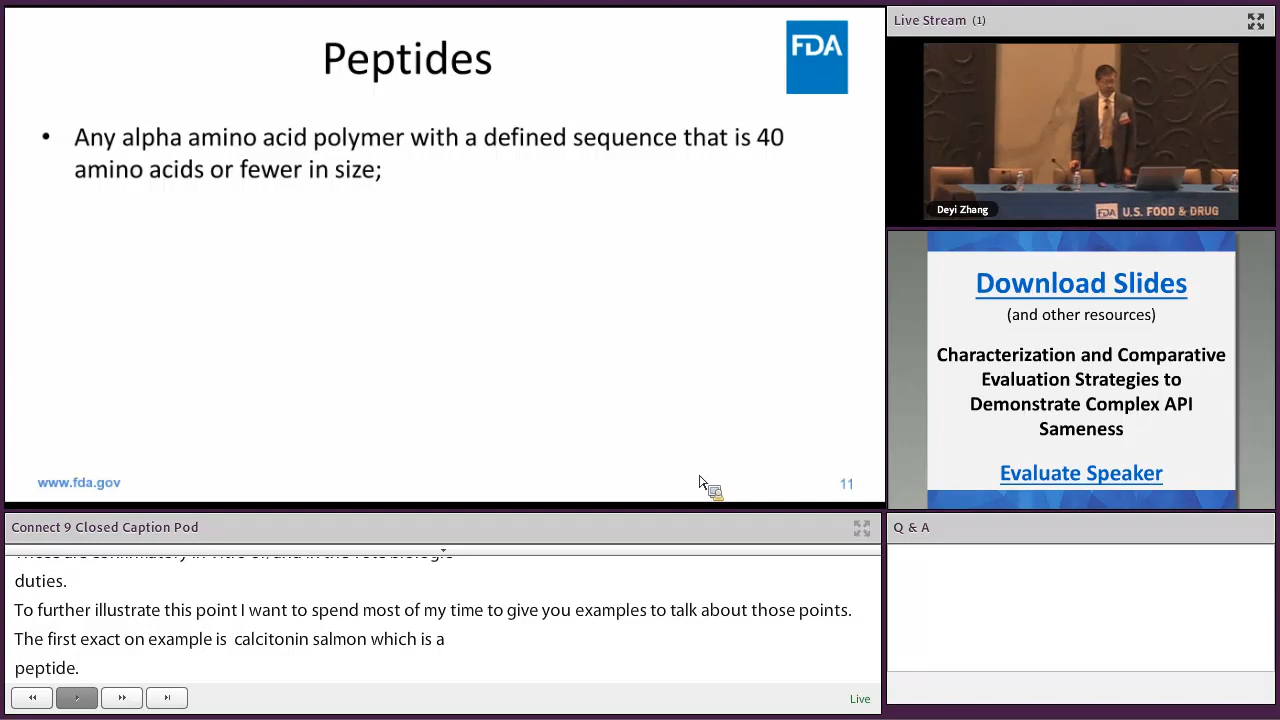 Peptides
FDA
• Any alpha amino acid polymer with a defined sequence that is 40
amino acids or fewer in size;
www.fda.gov
11
Live Stream (1)
Deyi Zhang
FDA U.S. FOOD & DRUG
Download Slides
(and other resources)
Characterization and Comparative
Evaluation Strategies to
Demonstrate Complex API
Sameness
Evaluate Speaker
Connect 9 Closed Caption Pod
duties.
To further illustrate this point I want to spend most of my time to give you examples to talk about those points.
The first exact on example is calcitonin salmon which is a
peptide.
Live
Q & A